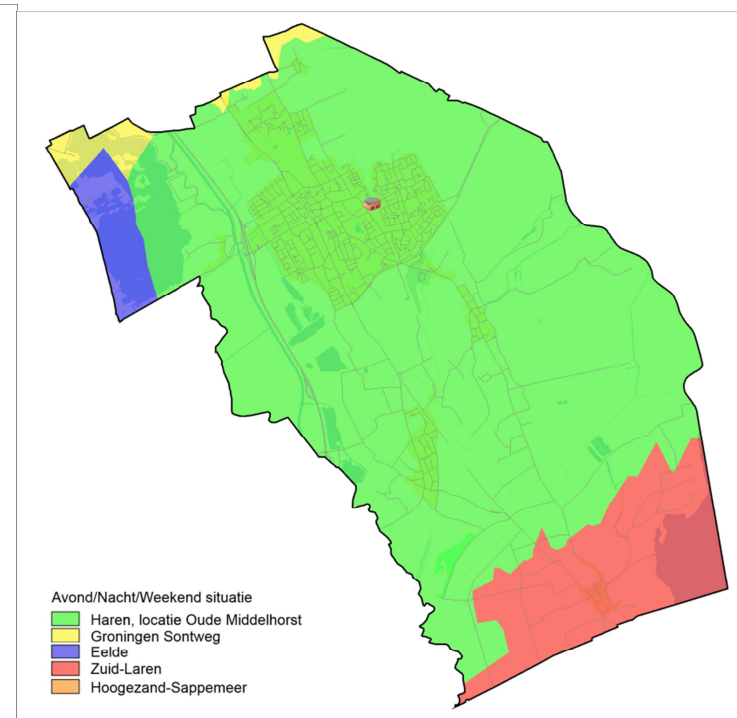 Avond/Nacht/Weekend situatie
Haren, locatie Oude Middelhorst
Groningen Sontweg
Eelde
Zuid-Laren
Hoogezand-Sappemeer